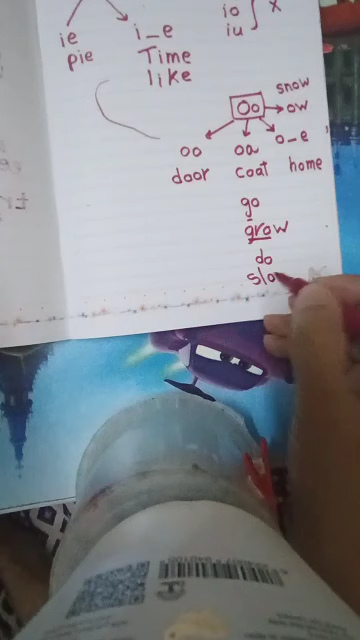 ie
pie
i_e
Time
like
io
iu
x
Oo
snow
ow
oo
door
oa
coat
o_e
home
go
grow
do
slo